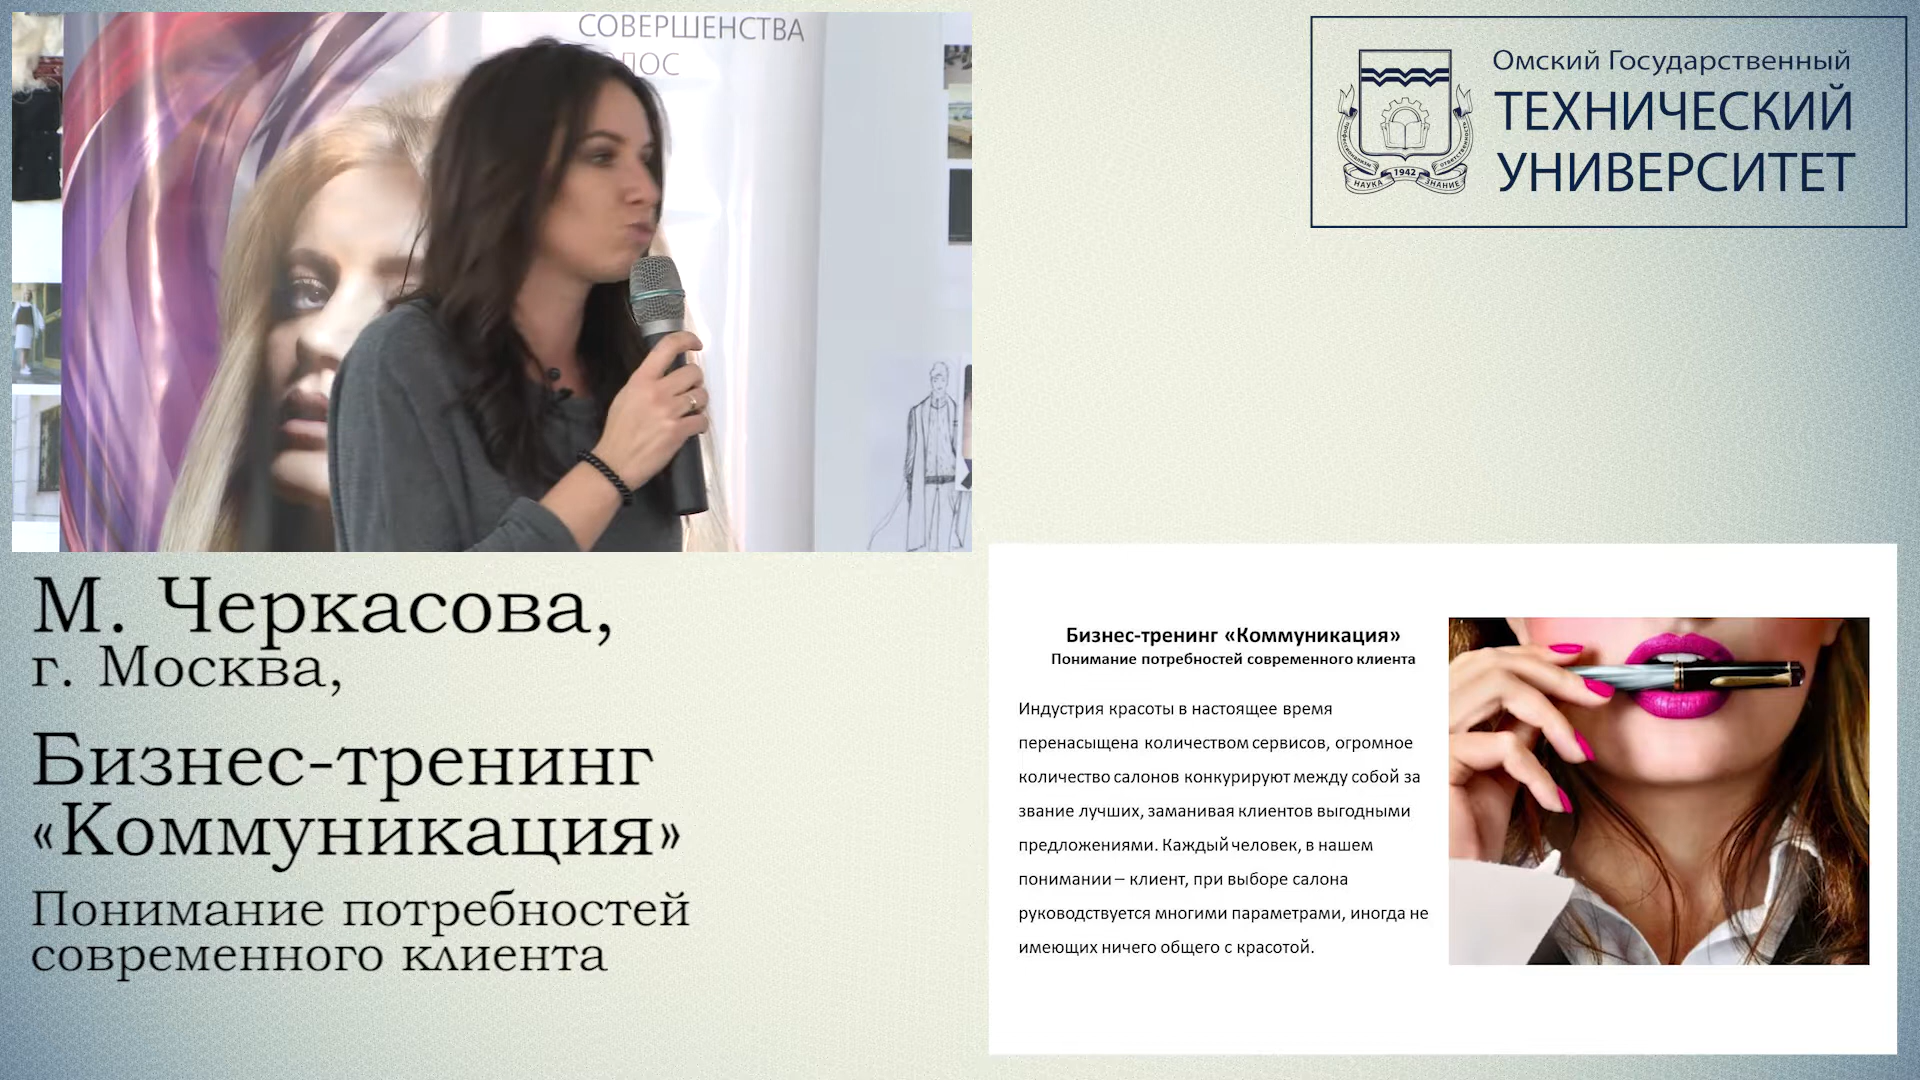 СОВЕРШЕНСТВА
М. Черкасова,
г. Москва,
Бизнес-тренинг
«Коммуникация»
Понимание потребностей
современного клиента
Омский Государственный
ТЕХНИЧЕСКИЙ
УНИВЕРСИТЕТ
профессионализм
ответственность
НАУКА 1942 ЗНАНИЕ
Бизнес-тренинг «Коммуникация»
Понимание потребностей современного клиента
Индустрия красоты в настоящее время
перенасыщена количеством сервисов, огромное
количество салонов конкурируют между собой за
звание лучших, заманивая клиентов выгодными
предложениями. Каждый человек, в нашем
понимании – клиент, при выборе салона
руководствуется многими параметрами, иногда не
имеющих ничего общего с красотой.